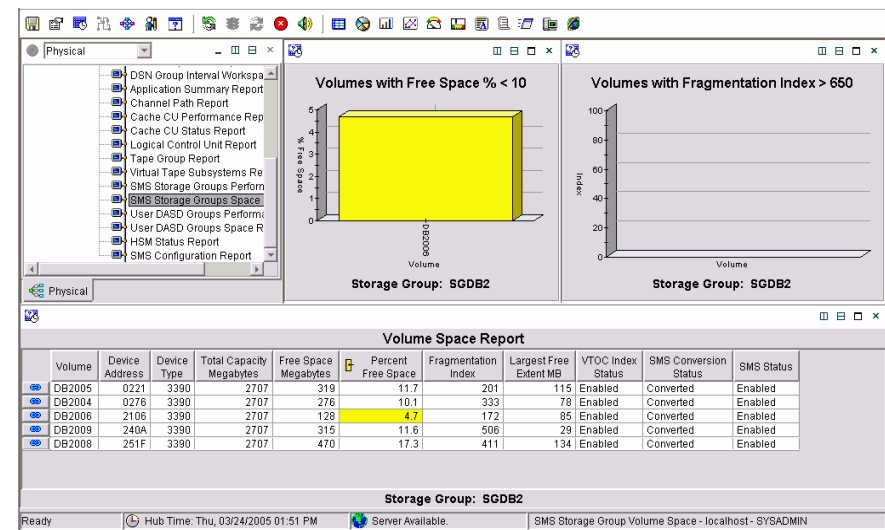 Physical
DSN Group Interval Workspa
Application Summary Report
Channel Path Report
Cache CU Performance Rep
Cache CU Status Report
Logical Control Unit Report
Tape Group Report
Virtual Tape Subsystems Re
SMS Storage Groups Perforn
SMS Storage Groups Space
User DASD Groups Performa
User DASD Groups Space R
HSM Status Report
SMS Configuration Report
Physical
Volumes with Free Space % < 10
% Free Space
5
4
3
2
1
0
DB2006
Volume
Storage Group: SGDB2
Volumes with Fragmentation Index > 650
Index
100
80
60
40
20
0
Volume
Storage Group: SGDB2
Volume Space Report
Volume Device Address Device Type Total Capacity Megabytes Free Space Megabytes Percent Free Space Fragmentation Index Largest Free Extent MB VTOC Index Status SMS Conversion Status SMS Status
DB2005 0221 3390 2707 319 11.7 201 115 Enabled Converted Enabled
DB2004 0276 3390 2707 276 10.1 333 78 Enabled Converted Enabled
DB2006 2106 3390 2707 128 4.7 172 85 Enabled Converted Enabled
DB2009 240A 3390 2707 315 11.6 506 29 Enabled Converted Enabled
DB2008 251F 3390 2707 470 17.3 411 134 Enabled Converted Enabled
Storage Group: SGDB2
Ready Hub Time: Thu, 03/24/2005 01:51 PM Server Available. SMS Storage Group Volume Space - localhost - SYSADMIN